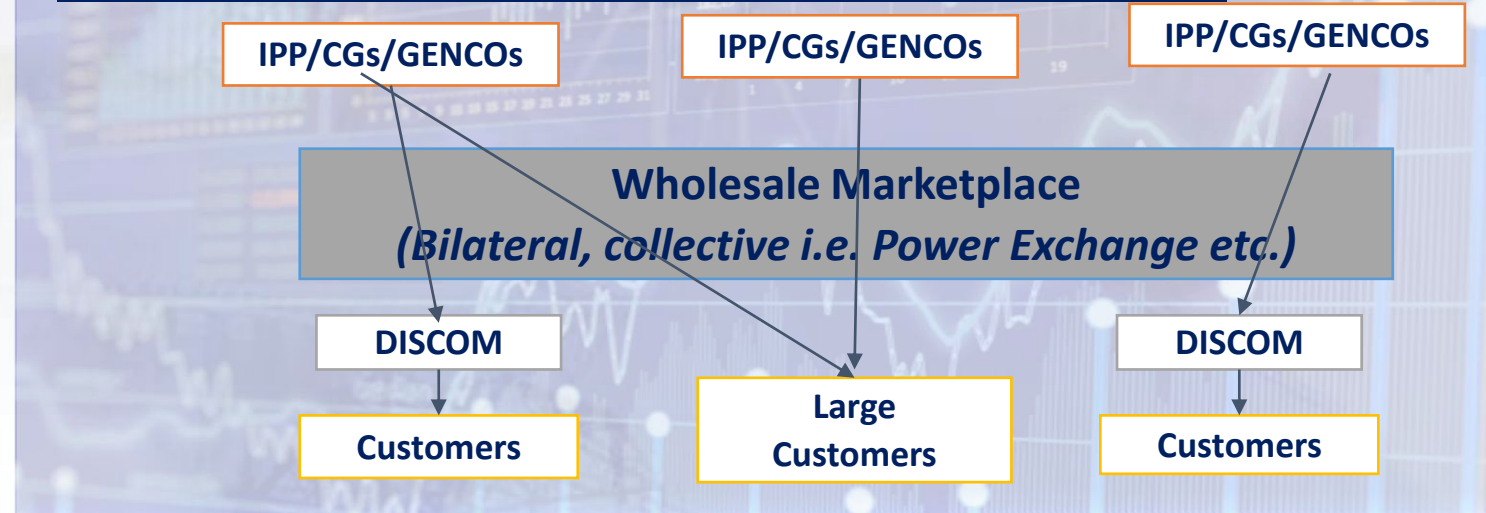 IPP/CGs/GENCOs
IPP/CGs/GENCOs
IPP/CGs/GENCOs
Wholesale Marketplace
(Bilateral, collective i.e. Power Exchange etc.)
DISCOM
DISCOM
Large
Customers
Customers
Customers